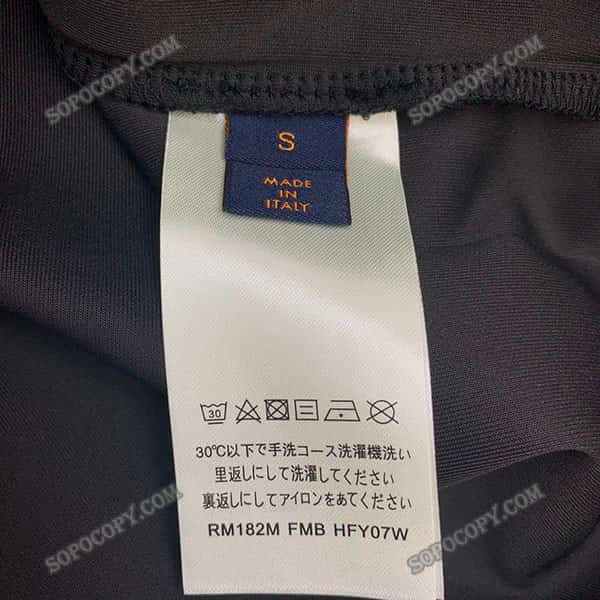 SOPOCOPY.COM
SOPOCOPY.COM
S
MADE
IN
ITALY
SOPOCOPY.COM
30
30℃以下で手洗コース洗濯機洗い
里返しにして洗濯してください
裏返しにしてアイロンをあてください
RM182M FMB HFY07W
SOPOCOPY.COM
SOPOCOPY.COM